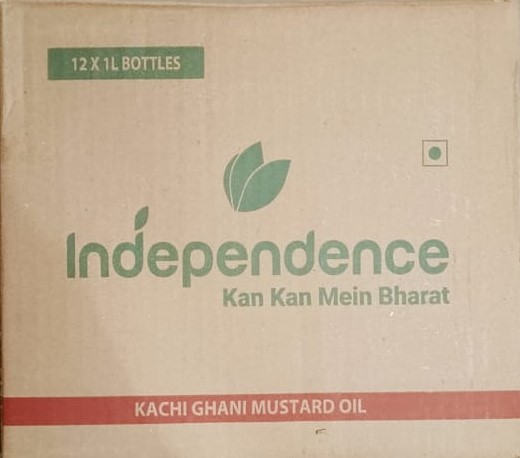 12 X 1L BOTTLES
Independence
Kan Kan Mein Bharat
KACHI GHANI MUSTARD OIL